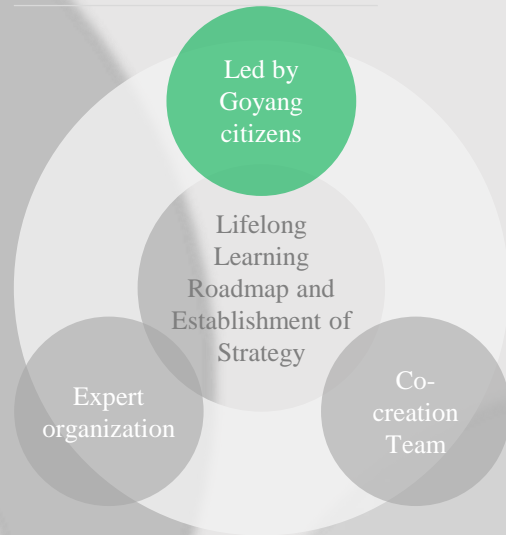 Led by
Goyang
citizens
Lifelong
Learning
Roadmap and
Establishment of
Strategy
Expert
organization
Co-
creation
Team